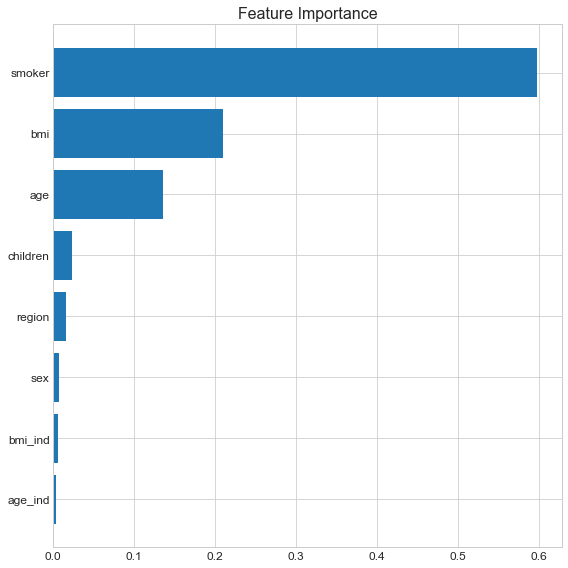 Feature Importance
smoker
bmi
age
children
region
sex
bmi_ind
age_ind
0.0 0.1 0.2 0.3 0.4 0.5 0.6